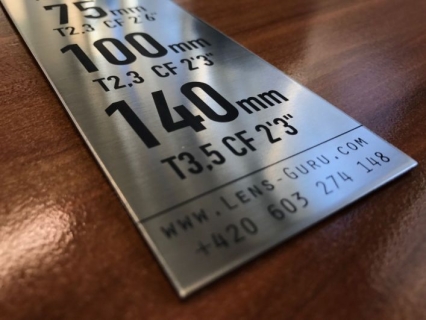 75mm
T2.3 CF 2'6"
100mm
T2.3 CF 2'3"
140mm
T3,5 CF 2'3"
WWW.LENS-GURU.COM
+420 603 274 148